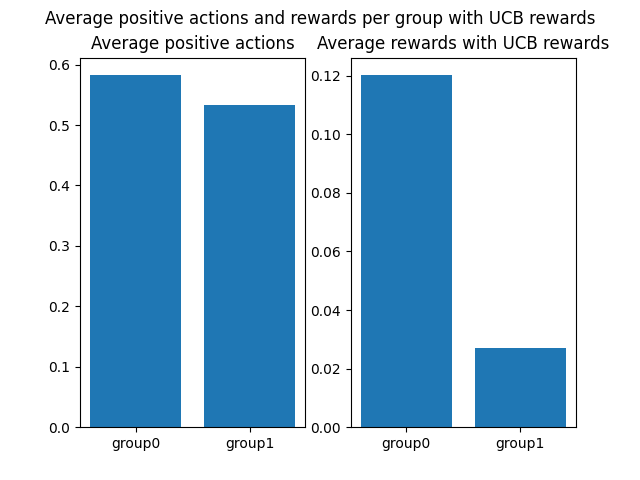 Average positive actions and rewards per group with UCB rewards
Average positive actions
0.6
0.5
0.4
0.3
0.2
0.1
0.0
group0
group1
Average rewards with UCB rewards
0.12
0.10
0.08
0.06
0.04
0.02
0.00
group0
group1